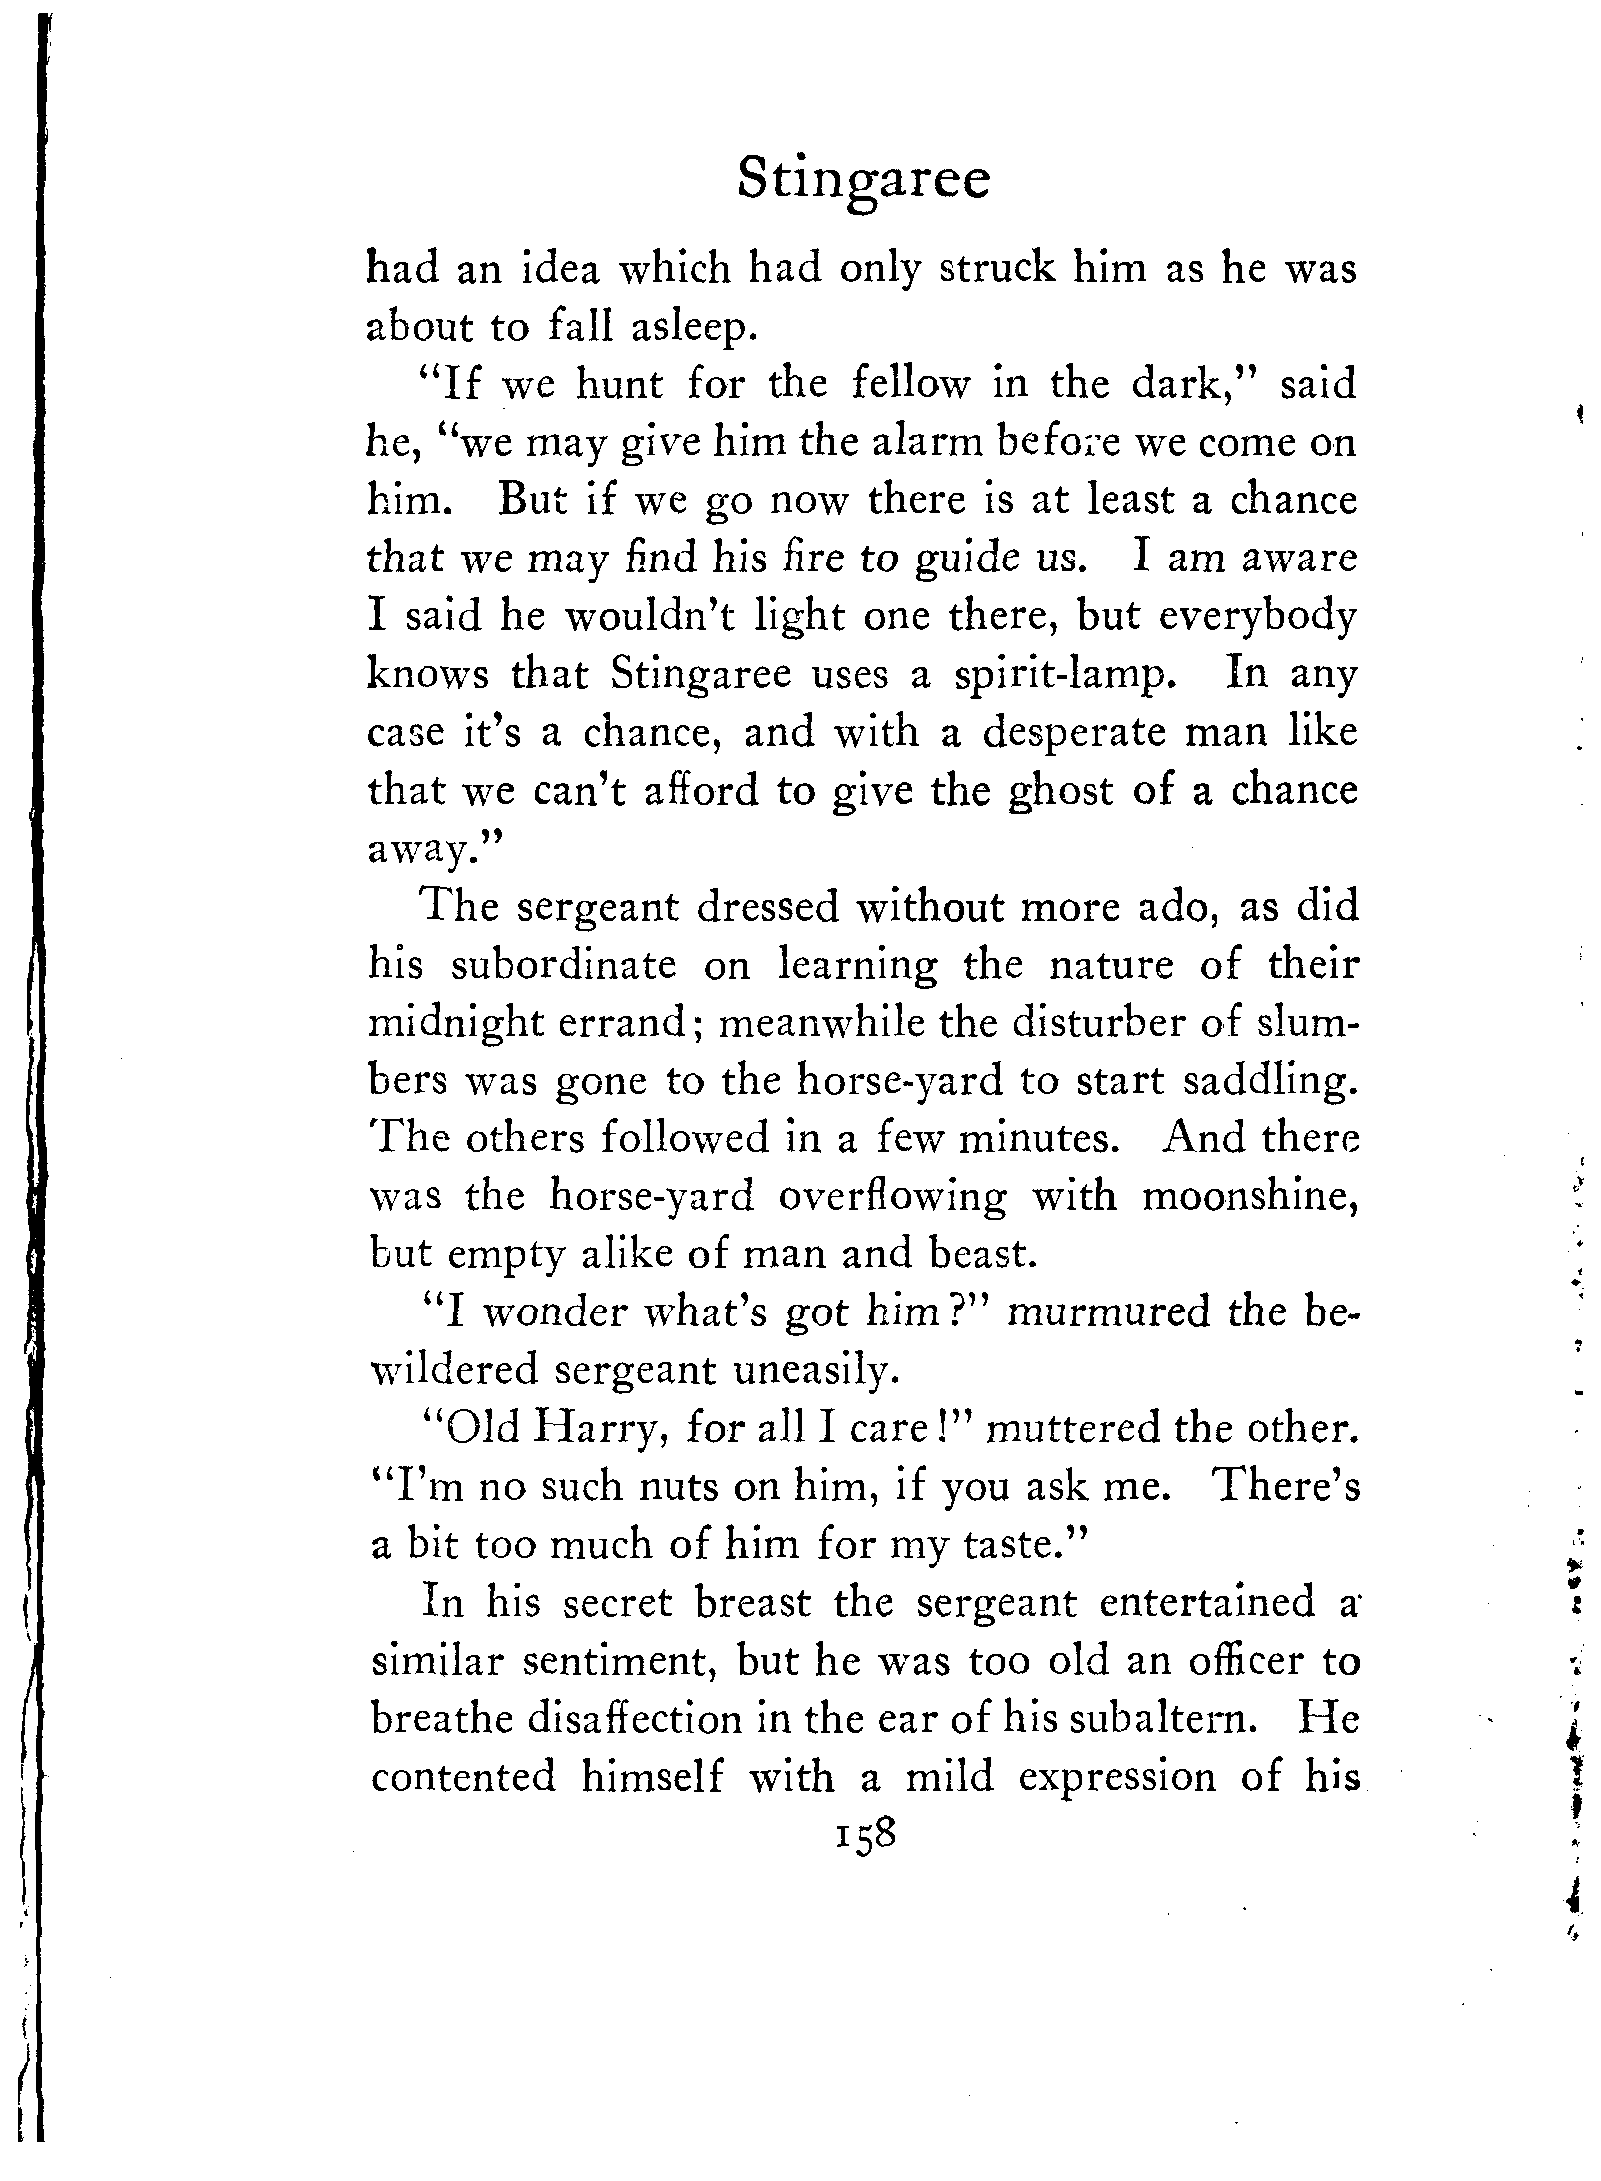 Stingaree
had an idea which had only struck him as he was
about to fall asleep.
"If we hunt for the fellow in the dark," said
he, "we may give him the alarm before we come on
him. But if we go now there is at least a chance
that we may find his fire to guide us. I am aware
I said he wouldn't light one there, but everybody
knows that Stingaree uses a spirit-lamp. In any
case it's a chance, and with a desperate man like
that we can't afford to give the ghost of a chance
away."
The sergeant dressed without more ado, as did
his subordinate on learning the nature of their
midnight errand; meanwhile the disturber of slum-
bers was gone to the horse-yard to start saddling.
The others followed in a few minutes. And there
was the horse-yard overflowing with moonshine,
but empty alike of man and beast.
"I wonder what's got him?" murmured the be-
wildered sergeant uneasily.
"Old Harry, for all I care!" muttered the other.
"I'm no such nuts on him, if you ask me. There's
a bit too much of him for my taste."
In his secret breast the sergeant entertained a
similar sentiment, but he was too old an officer to
breathe disaffection in the ear of his subaltern. He
contented himself with a mild expression of his
158